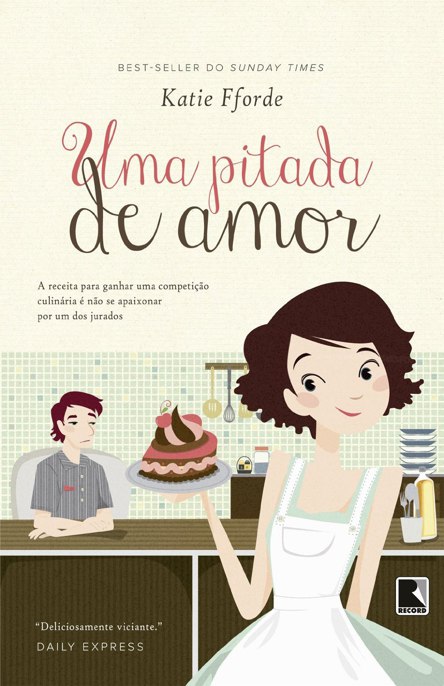 BEST-SELLER DO SUNDAY TIMES
Katie Fforde
Uma pitada
de amor
A receita para ganhar uma competição
culinária é não se apaixonar
por um dos jurados
"Deliciosamente viciante."
DAILY EXPRESS
RECORD